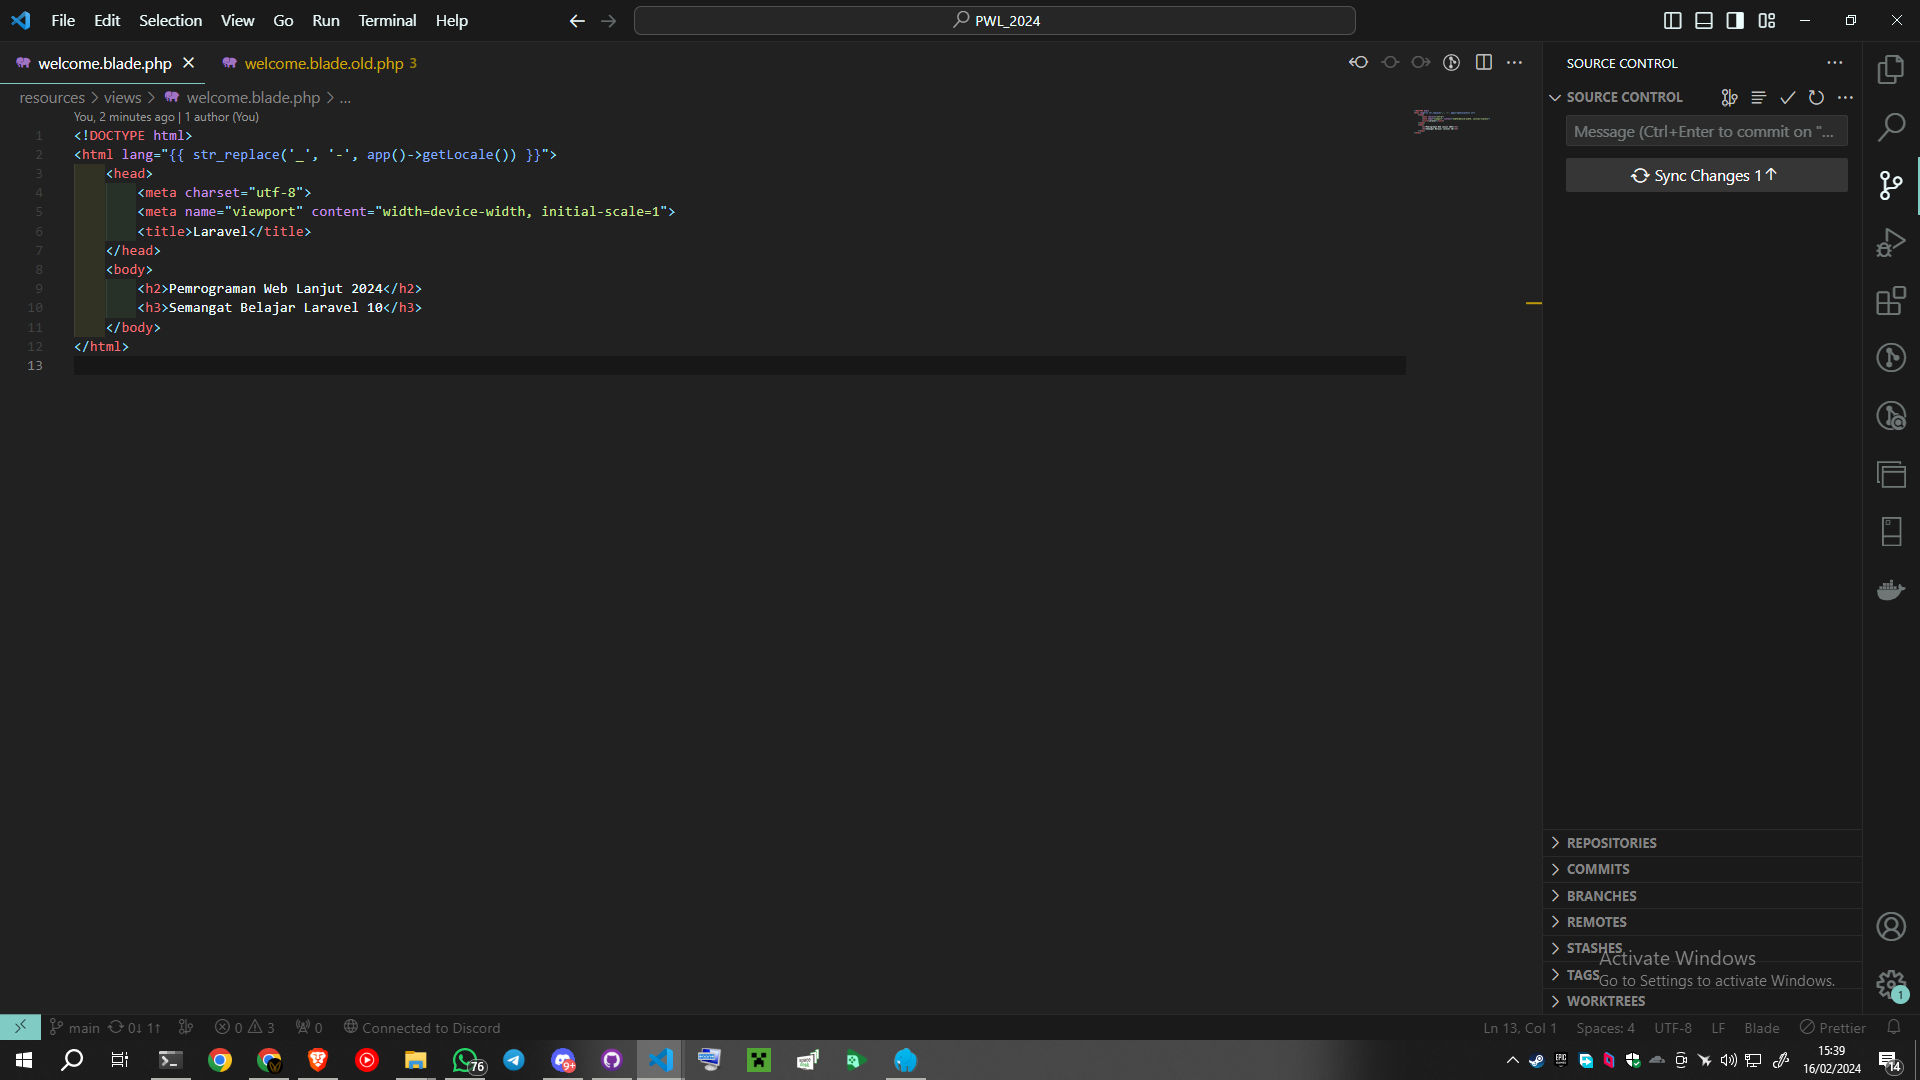 File Edit Selection View Go Run Terminal Help
PWL_2024
welcome.blade.php
welcome.blade.old.php 3
resources > views > welcome.blade.php > ...
You, 2 minutes ago | 1 author (You)
1 <!DOCTYPE html>
2 <html lang="{{ str_replace('_', '-', app()->getLocale()) }}">
3 <head>
4 <meta charset="utf-8">
5 <meta name="viewport" content="width=device-width, initial-scale=1">
6 <title>Laravel</title>
7 </head>
8 <body>
9 <h2>Pemrograman Web Lanjut 2024</h2>
10 <h3>Semangat Belajar Laravel 10</h3>
11 </body>
12 </html>
13
SOURCE CONTROL
SOURCE CONTROL
Message (Ctrl+Enter to commit on "...
Sync Changes 1↑
REPOSITORIES
COMMITS
BRANCHES
REMOTES
STASHES
TAGS
WORKTREES
Activate Windows
Go to Settings to activate Windows.
1
main 0↓ 1↑ 0 3 0 Connected to Discord
Ln 13, Col 1 Spaces: 4 UTF-8 LF Blade Prettier
76
9+
15:39
16/02/2024
14